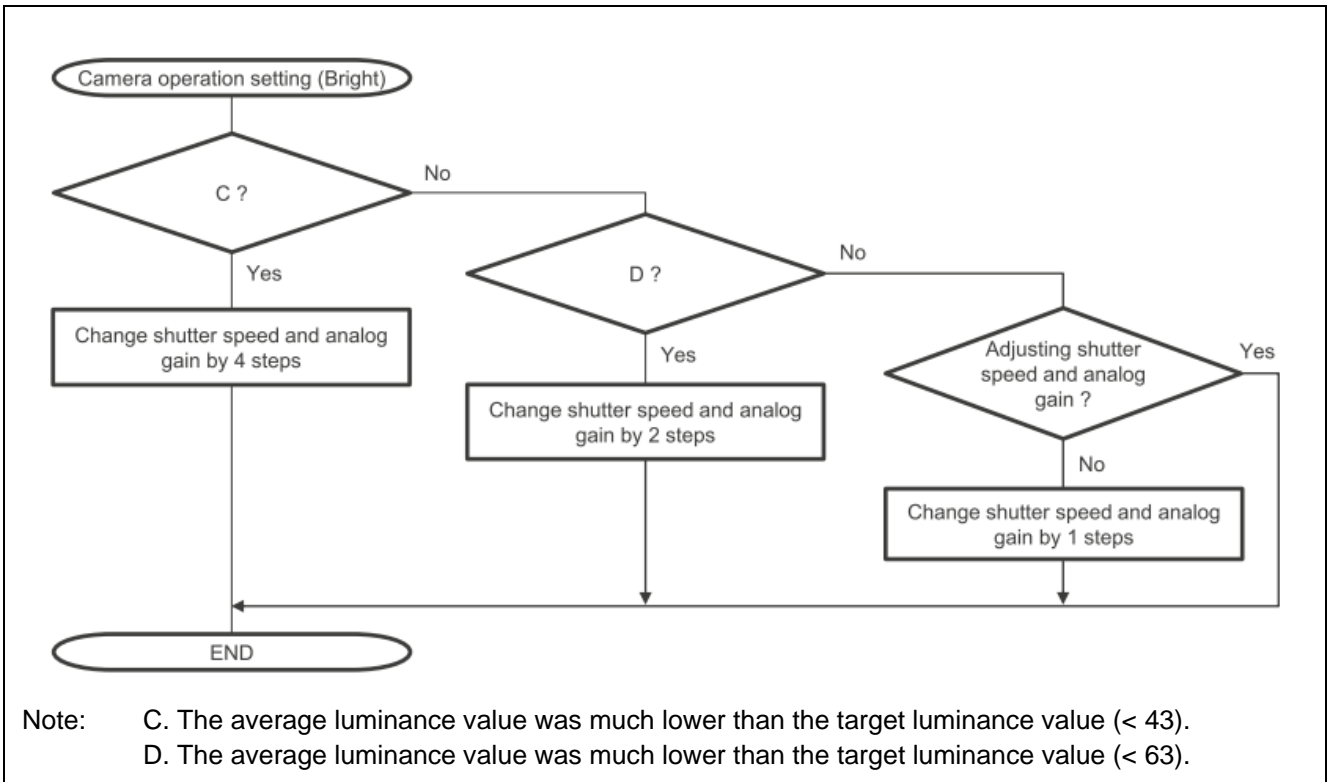 Camera operation setting (Bright)
C ?
No
Yes
Change shutter speed and analog
gain by 4 steps
D ?
No
Yes
Change shutter speed and analog
gain by 2 steps
Adjusting shutter
speed and analog
gain ?
Yes
No
Change shutter speed and analog
gain by 1 steps
END
Note: C. The average luminance value was much lower than the target luminance value (< 43).
D. The average luminance value was much lower than the target luminance value (< 63).